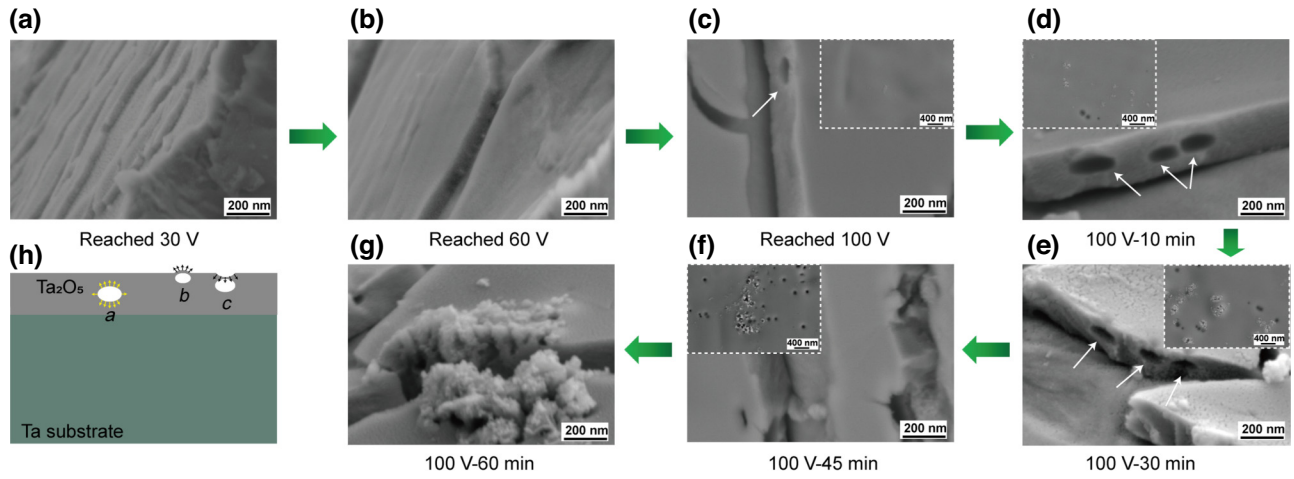 (a)
200 nm
Reached 30 V
(b)
200 nm
Reached 60 V
(c)
400 nm
200 nm
Reached 100 V
(d)
400 nm
200 nm
100 V-10 min
(h)
Ta₂O₅
a
b
c
Ta substrate
(g)
200 nm
100 V-60 min
(f)
400 nm
200 nm
100 V-45 min
(e)
400 nm
200 nm
100 V-30 min